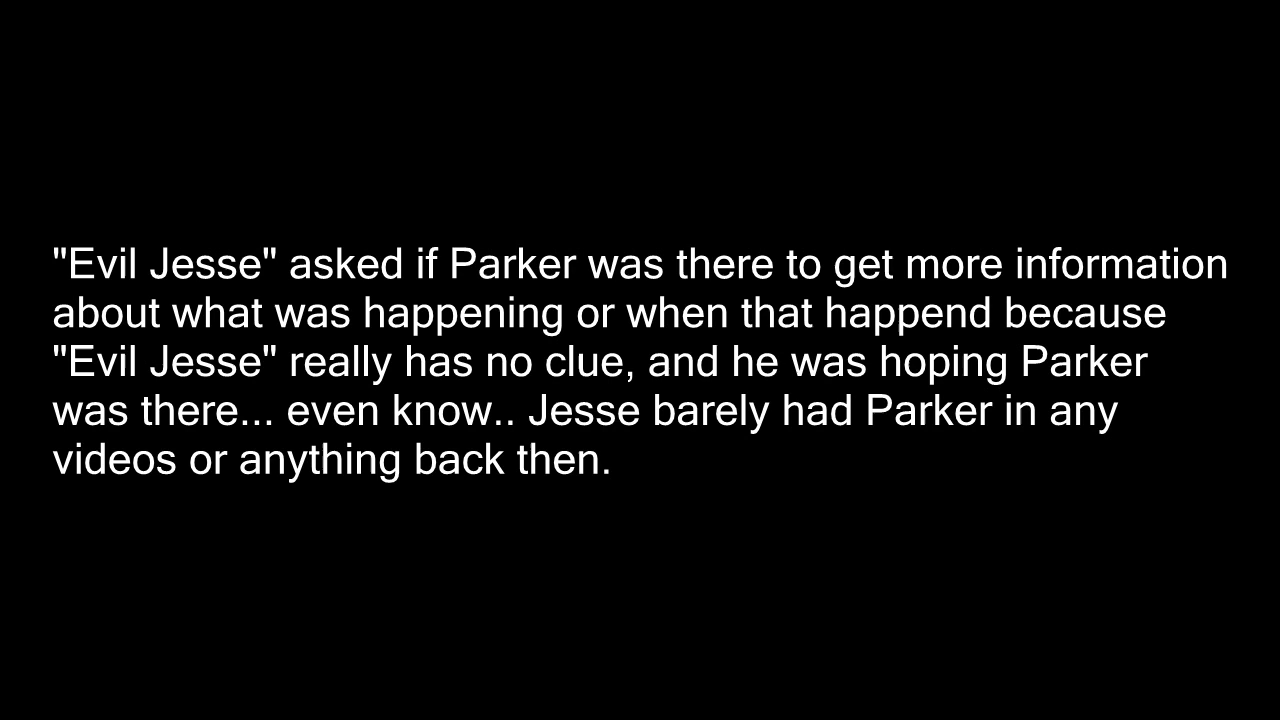 "Evil Jesse" asked if Parker was there to get more information
about what was happening or when that happend because
"Evil Jesse" really has no clue, and he was hoping Parker
was there... even know.. Jesse barely had Parker in any
videos or anything back then.